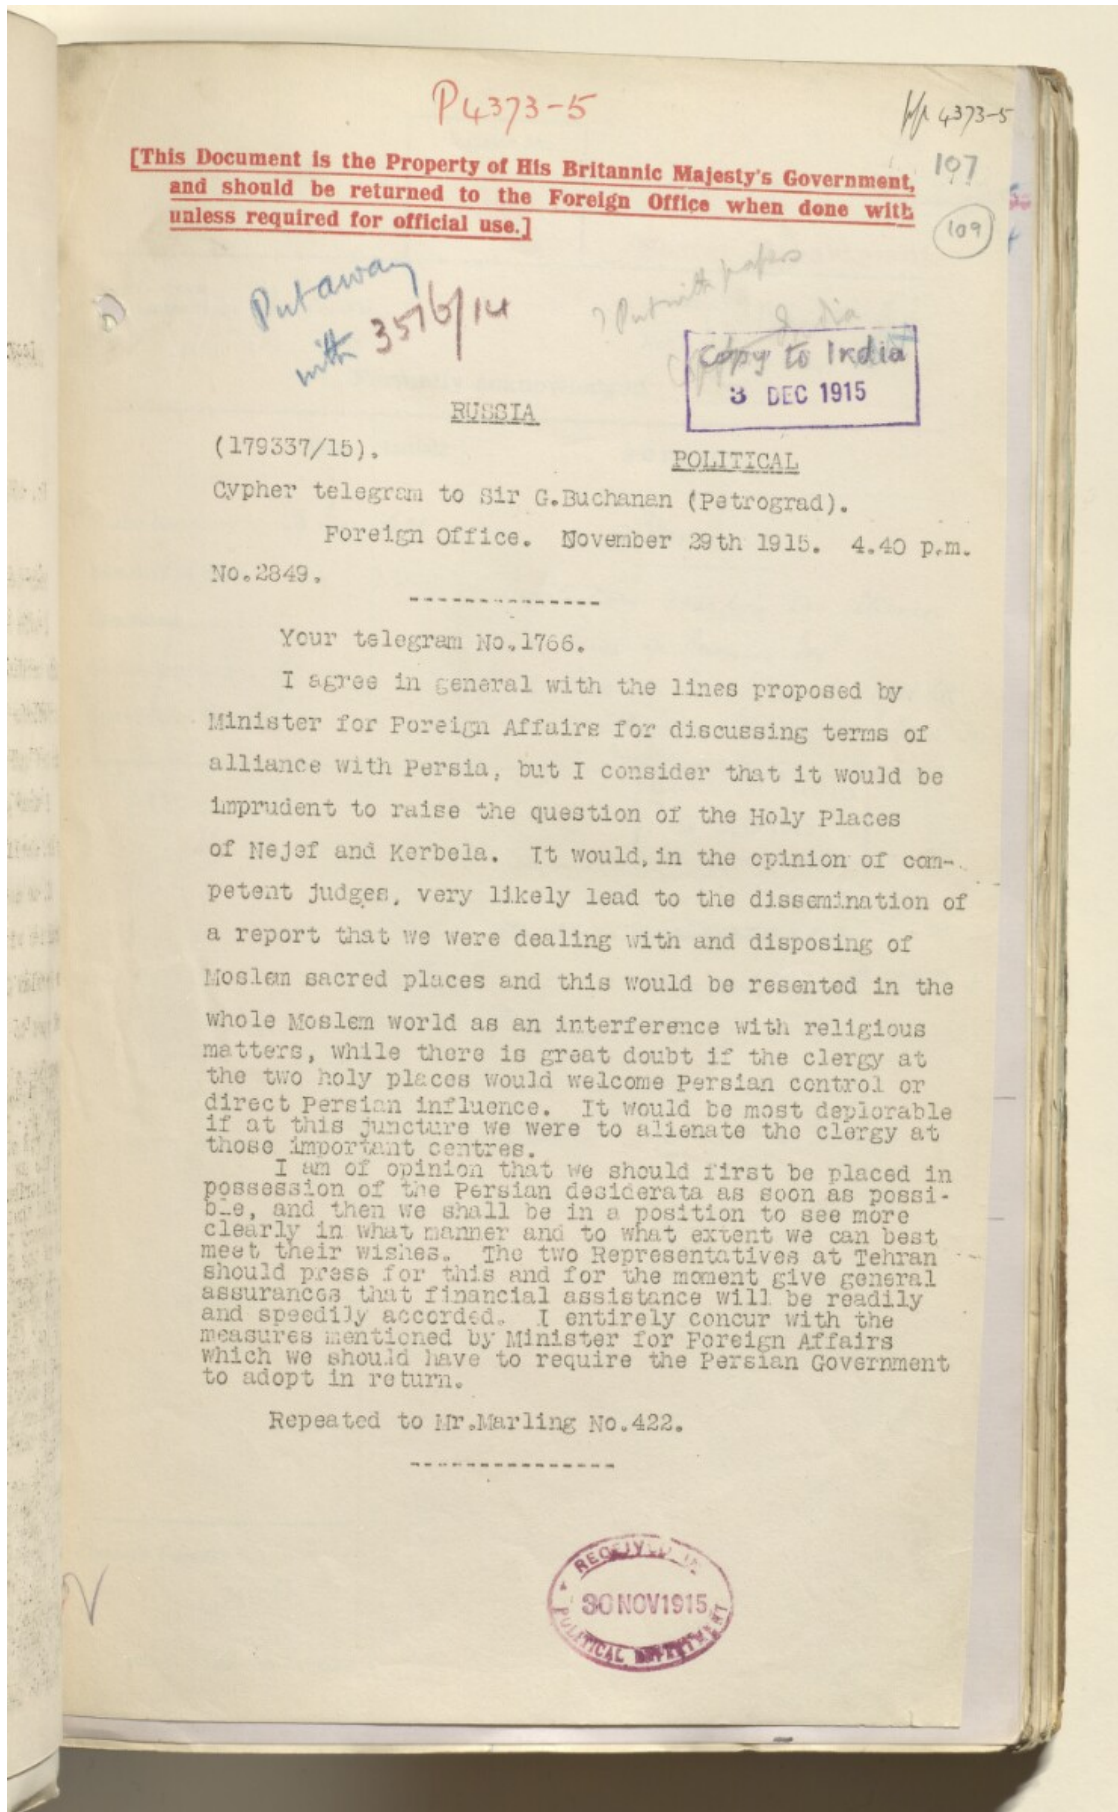 P4373-5
4373-5
[This Document is the Property of His Britannic Majesty's Government,
and should be returned to the Foreign Office when done with
unless required for official use.]
107
109
Put away
with 3516/14
? Put with papers
Copy to India
3 DEC 1915
RUSSIA
(179337/15).
POLITICAL
Cypher telegram to Sir G.Buchanan (Petrograd).
Foreign Office. November 29th 1915. 4.40 p.m.
No.2849.
---------------
Your telegram No.1766.
I agree in general with the lines proposed by
Minister for Foreign Affairs for discussing terms of
alliance with Persia, but I consider that it would be
imprudent to raise the question of the Holy Places
of Nejef and Kerbela. It would, in the opinion of com-
petent judges, very likely lead to the dissemination of
a report that we were dealing with and disposing of
Moslem sacred places and this would be resented in the
whole Moslem world as an interference with religious
matters, while there is great doubt if the clergy at
the two holy places would welcome Persian control or
direct Persian influence. It would be most deplorable
if at this juncture we were to alienate the clergy at
those important centres.
I am of opinion that we should first be placed in
possession of the Persian desiderata as soon as possi-
ble, and then we shall be in a position to see more
clearly in what manner and to what extent we can best
meet their wishes. The two Representatives at Tehran
should press for this and for the moment give general
assurances that financial assistance will be readily
and speedily accorded. I entirely concur with the
measures mentioned by Minister for Foreign Affairs
which we should have to require the Persian Government
to adopt in return.
Repeated to Mr.Marling No.422.
----------------
RECEIVED IN
30 NOV 1915
POLITICAL DEPARTMENT